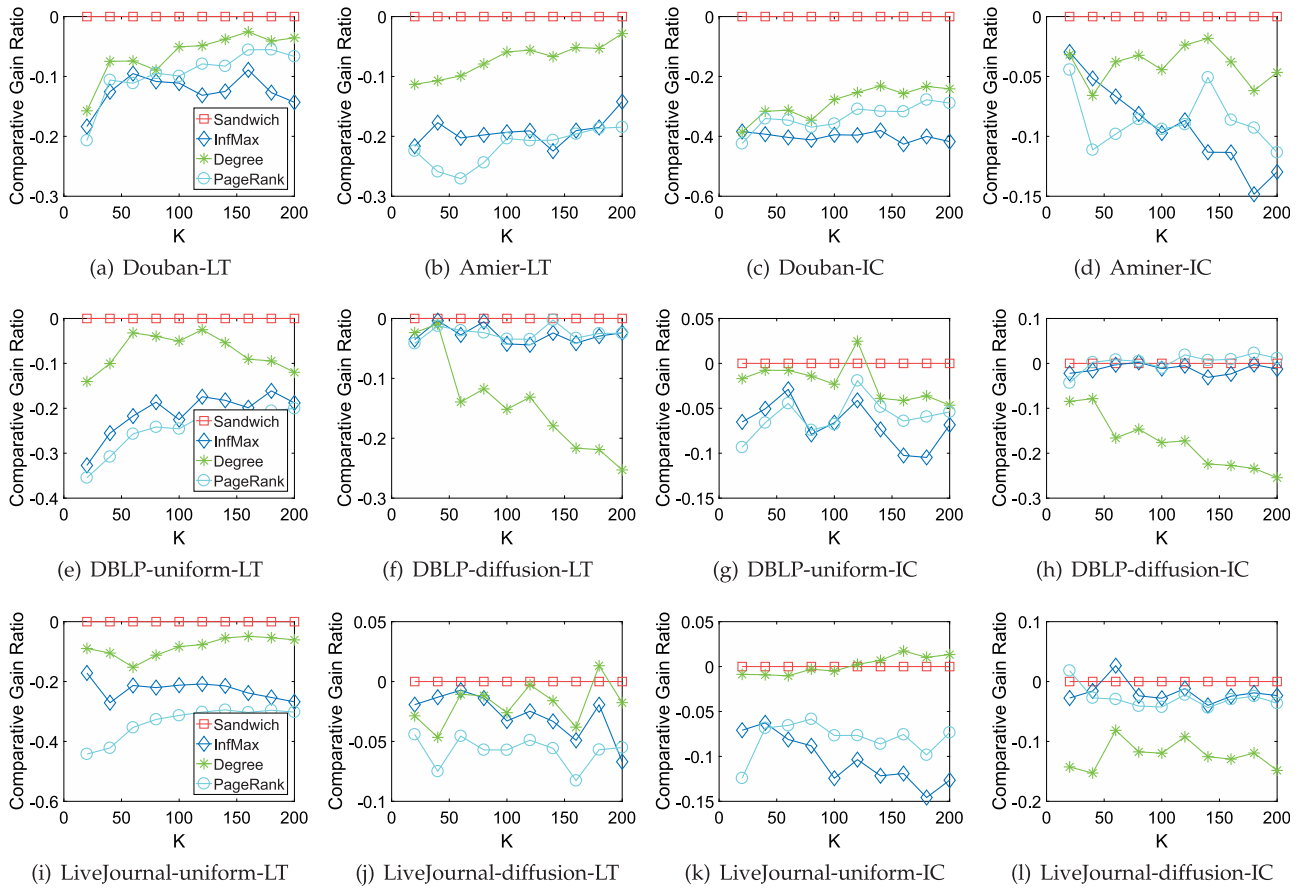 Comparative Gain Ratio
0
-0.1
-0.2
-0.3
0 50 100 150 200
K
Sandwich
InfMax
Degree
PageRank
(a) Douban-LT
Comparative Gain Ratio
0
-0.1
-0.2
-0.3
0 50 100 150 200
K
(b) Amier-LT
Comparative Gain Ratio
0
-0.2
-0.4
-0.6
0 50 100 150 200
K
(c) Douban-IC
Comparative Gain Ratio
0
-0.05
-0.1
-0.15
0 50 100 150 200
K
(d) Aminer-IC
Comparative Gain Ratio
0
-0.1
-0.2
-0.3
-0.4
0 50 100 150 200
K
Sandwich
InfMax
Degree
PageRank
(e) DBLP-uniform-LT
Comparative Gain Ratio
0
-0.1
-0.2
-0.3
0 50 100 150 200
K
(f) DBLP-diffusion-LT
Comparative Gain Ratio
0.05
0
-0.05
-0.1
-0.15
0 50 100 150 200
K
(g) DBLP-uniform-IC
Comparative Gain Ratio
0.1
0
-0.1
-0.2
-0.3
0 50 100 150 200
K
(h) DBLP-diffusion-IC
Comparative Gain Ratio
0
-0.2
-0.4
-0.6
0 50 100 150 200
K
Sandwich
InfMax
Degree
PageRank
(i) LiveJournal-uniform-LT
Comparative Gain Ratio
0.05
0
-0.05
-0.1
0 50 100 150 200
K
(j) LiveJournal-diffusion-LT
Comparative Gain Ratio
0.05
0
-0.05
-0.1
-0.15
0 50 100 150 200
K
(k) LiveJournal-uniform-IC
Comparative Gain Ratio
0.1
0
-0.1
-0.2
0 50 100 150 200
K
(l) LiveJournal-diffusion-IC